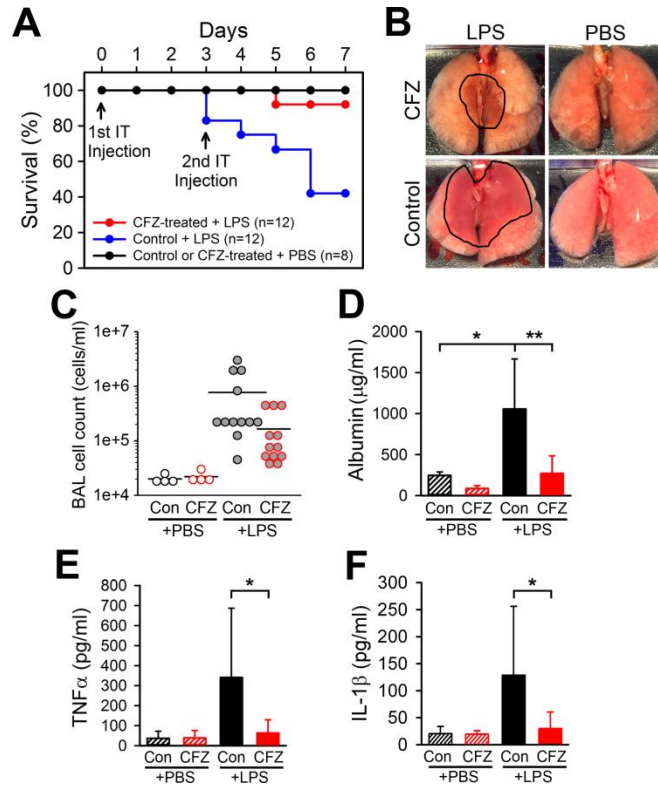 A
Days
0 1 2 3 4 5 6 7
Survival (%)
100
80
60
40
20
0
1st IT
Injection
2nd IT
Injection
CFZ-treated + LPS (n=12)
Control + LPS (n=12)
Control or CFZ-treated + PBS (n=8)
B
LPS PBS
CFZ
Control
C
BAL cell count (cells/ml)
1e+7
1e+6
1e+5
1e+4
Con CFZ Con CFZ
+PBS +LPS
D
Albumin (μg/ml)
2000
1500
1000
500
0
* **
Con CFZ Con CFZ
+PBS +LPS
E
TNFα (pg/ml)
800
700
600
500
400
300
200
100
0
*
Con CFZ Con CFZ
+PBS +LPS
F
IL-1β (pg/ml)
300
250
200
150
100
50
0
*
Con CFZ Con CFZ
+PBS +LPS